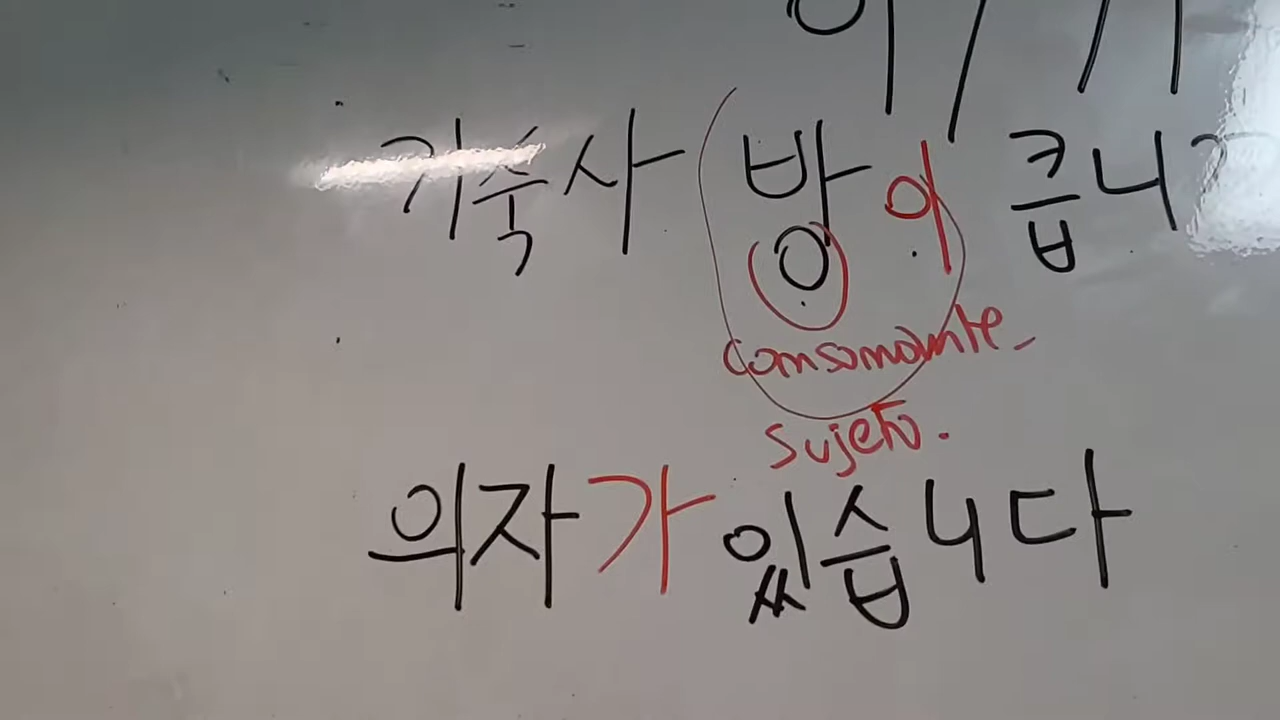 기숙사 방이 큽니
consonante
sujeto.
의자가 있습니다